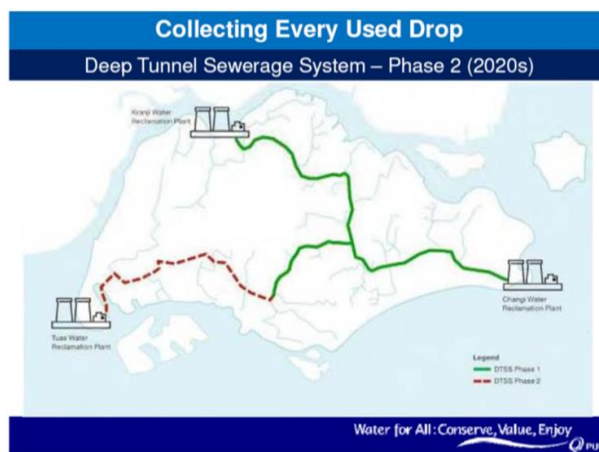 Collecting Every Used Drop
Deep Tunnel Sewerage System – Phase 2 (2020s)
Kranji Water
Reclamation Plant
Changi Water
Reclamation Plant
Tuas Water
Reclamation Plant
Legend
DTSS Phase 1
DTSS Phase 2
Water for All: Conserve, Value, Enjoy
PU